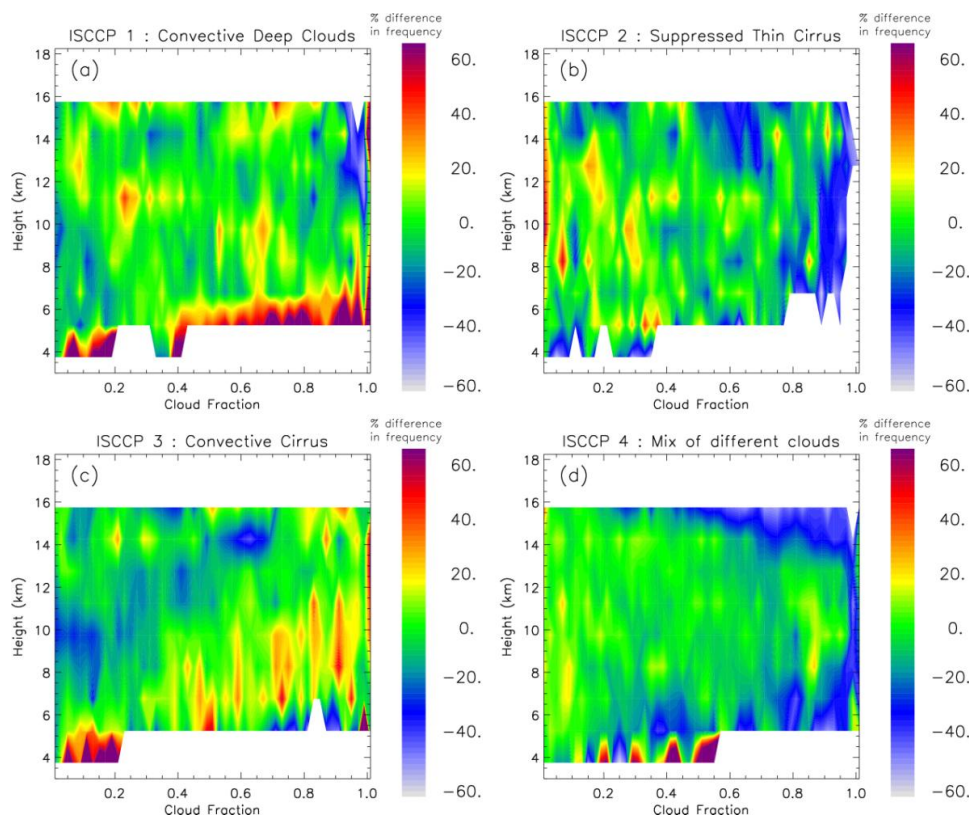 % difference
in frequency
ISCCP 1 : Convective Deep Clouds
(a)
Height (km)
16
14
12
10
8
6
4
0.2 0.4 0.6 0.8 1.0
Cloud Fraction
60.
40.
20.
0.
−20.
−40.
−60.
% difference
in frequency
ISCCP 2 : Suppressed Thin Cirrus
(b)
Height (km)
18
16
14
12
10
8
6
4
0.2 0.4 0.6 0.8 1.0
Cloud Fraction
60.
40.
20.
0.
−20.
−40.
−60.
% difference
in frequency
ISCCP 3 : Convective Cirrus
(c)
Height (km)
18
16
14
12
10
8
6
4
0.2 0.4 0.6 0.8 1.0
Cloud Fraction
60.
40.
20.
0.
−20.
−40.
−60.
% difference
in frequency
ISCCP 4 : Mix of different clouds
(d)
Height (km)
18
16
14
12
10
8
6
4
0.2 0.4 0.6 0.8 1.0
Cloud Fraction
60.
40.
20.
0.
−20.
−40.
−60.